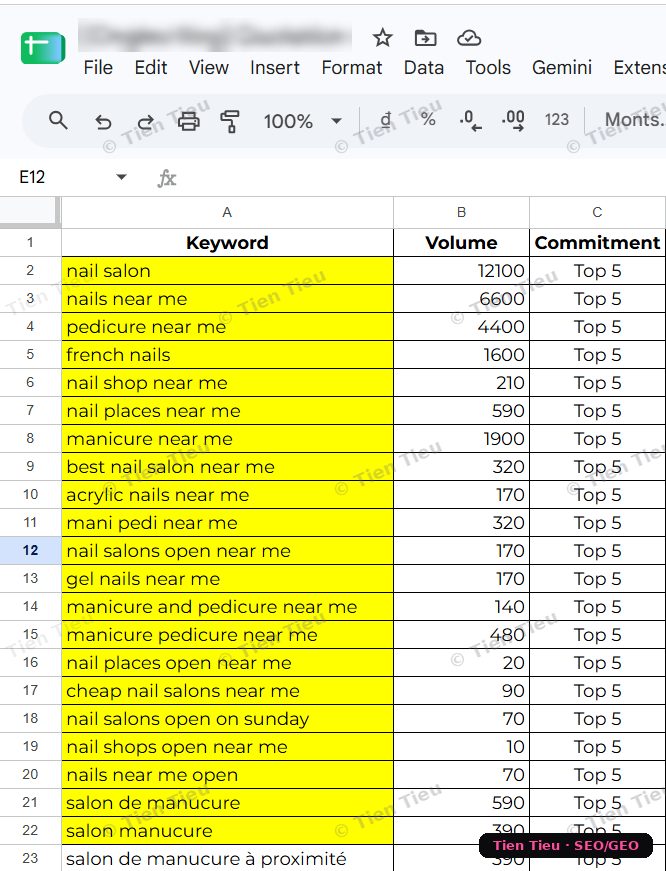 File Edit View Insert Format Data Tools Gemini Extens
100% đ % .0 .00 123 Monts..
E12 fx
A B C
1 Keyword Volume Commitment
2 nail salon 12100 Top 5
3 nails near me 6600 Top 5
4 pedicure near me 4400 Top 5
5 french nails 1600 Top 5
6 nail shop near me 210 Top 5
7 nail places near me 590 Top 5
8 manicure near me 1900 Top 5
9 best nail salon near me 320 Top 5
10 acrylic nails near me 170 Top 5
11 mani pedi near me 320 Top 5
12 nail salons open near me 170 Top 5
13 gel nails near me 170 Top 5
14 manicure and pedicure near me 140 Top 5
15 manicure pedicure near me 480 Top 5
16 nail places open near me 20 Top 5
17 cheap nail salons near me 90 Top 5
18 nail salons open on sunday 70 Top 5
19 nail shops open near me 10 Top 5
20 nails near me open 70 Top 5
21 salon de manucure 590 Top 5
22 salon manucure 390 Top 5
23 salon de manucure à proximité 390 Top 5
Tien Tieu · SEO/GEO
© Tien Tieu